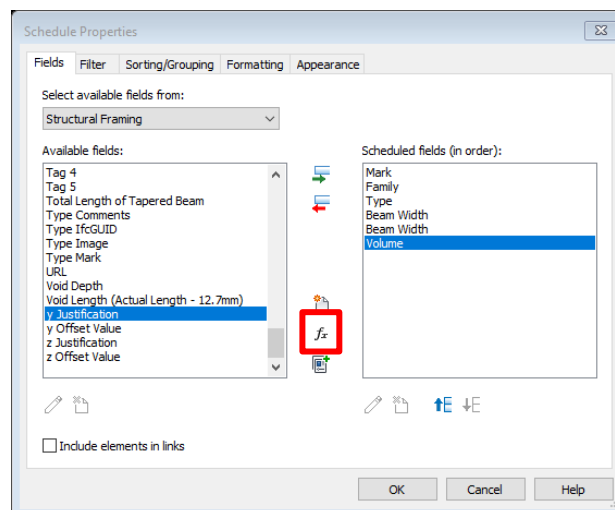 Schedule Properties
Fields Filter Sorting/Grouping Formatting Appearance
Select available fields from:
Structural Framing
Available fields:
Tag 4
Tag 5
Total Length of Tapered Beam
Type Comments
Type IfcGUID
Type Image
Type Mark
URL
Void Depth
Void Length (Actual Length - 12.7mm)
y Justification
y Offset Value
z Justification
z Offset Value
fx
Scheduled fields (in order):
Mark
Family
Type
Beam Width
Beam Width
Volume
Include elements in links
OK Cancel Help